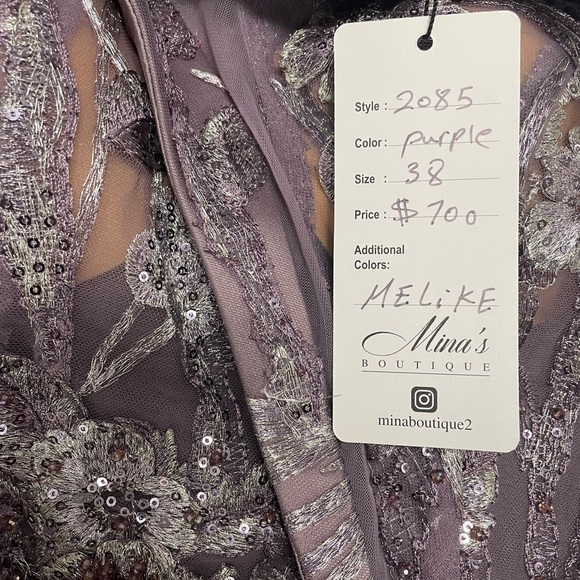 Style : 2085
Color : purple
Size : 38
Price : $ 700
Additional
Colors:
MELiKE
Mina's
BOUTIQUE
minaboutique2